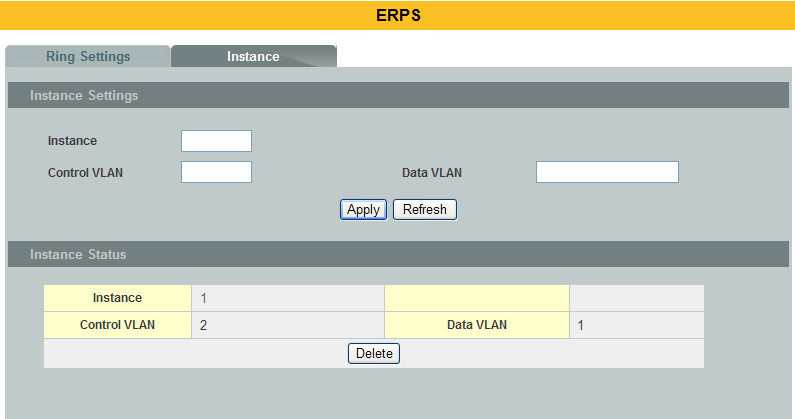 ERPS
Ring Settings Instance
Instance Settings
Instance
Control VLAN Data VLAN
Apply Refresh
Instance Status
Instance 1
Control VLAN 2 Data VLAN 1
Delete